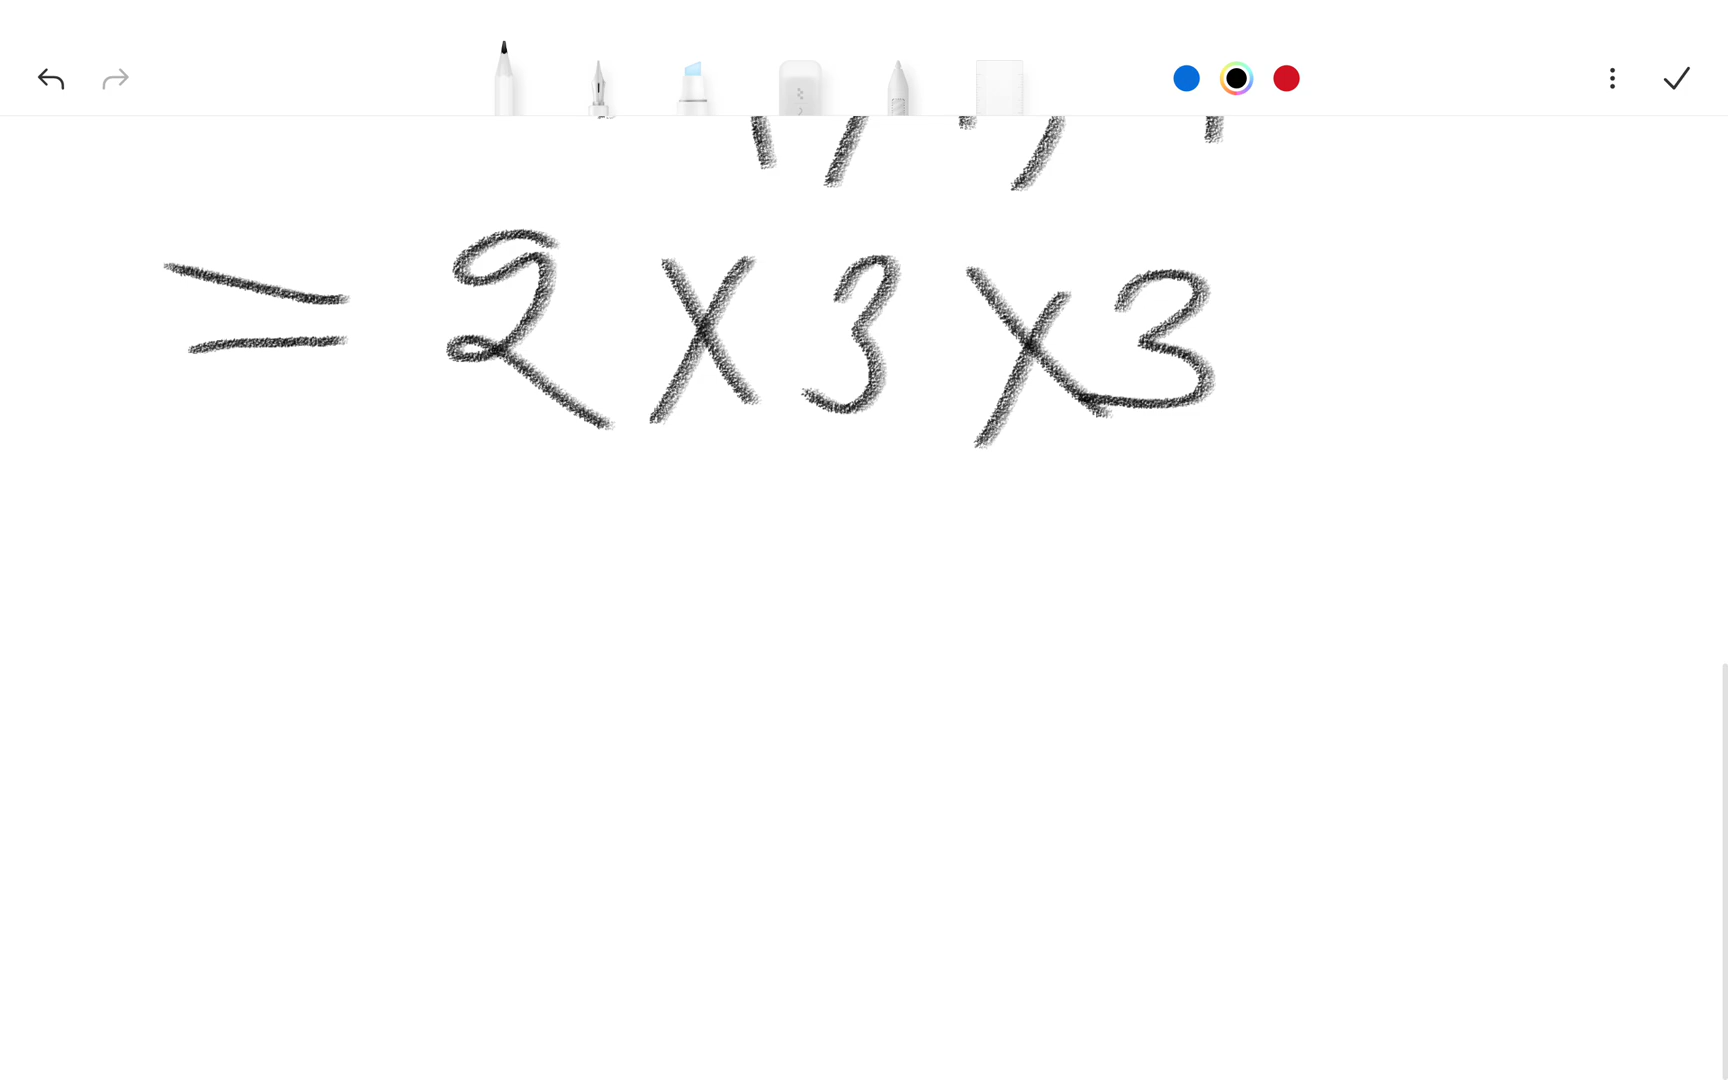 = 2 × 3 × 3